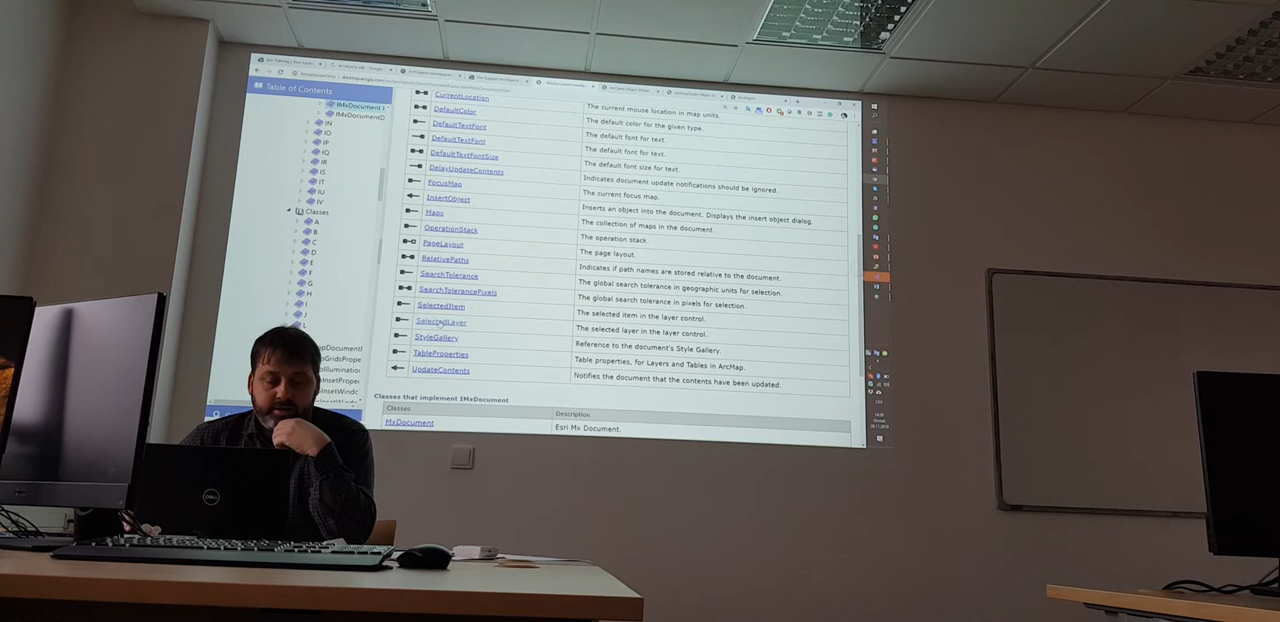 Table of Contents
IMxDocument
IMxDocumentD
IN
IO
IP
IQ
IR
IS
IT
IU
IV
Classes
A
B
C
D
E
F
G
H
I
J
L
CurrentLocation The current mouse location in map units.
DefaultColor The default color for the given type.
DefaultTextFont The default font for text.
DefaultTextFont The default font for text.
DefaultTextFontSize The default font size for text.
DelayUpdateContents Indicates document update notifications should be ignored.
FocusMap The current focus map.
InsertObject Inserts an object into the document. Displays the insert object dialog.
Maps The collection of maps in the document.
OperationStack The operation stack.
PageLayout The page layout.
RelativePaths Indicates if path names are stored relative to the document.
SearchTolerance The global search tolerance in geographic units for selection.
SearchTolerancePixels The global search tolerance in pixels for selection.
SelectedItem The selected item in the layer control.
SelectedLayer The selected layer in the layer control.
StyleGallery Reference to the document's Style Gallery.
TableProperties Table properties, for Layers and Tables in ArcMap.
UpdateContents Notifies the document that the contents have been updated.
Classes that implement IMxDocument
Classes Description
MxDocument Esri Mx Document.
DELL